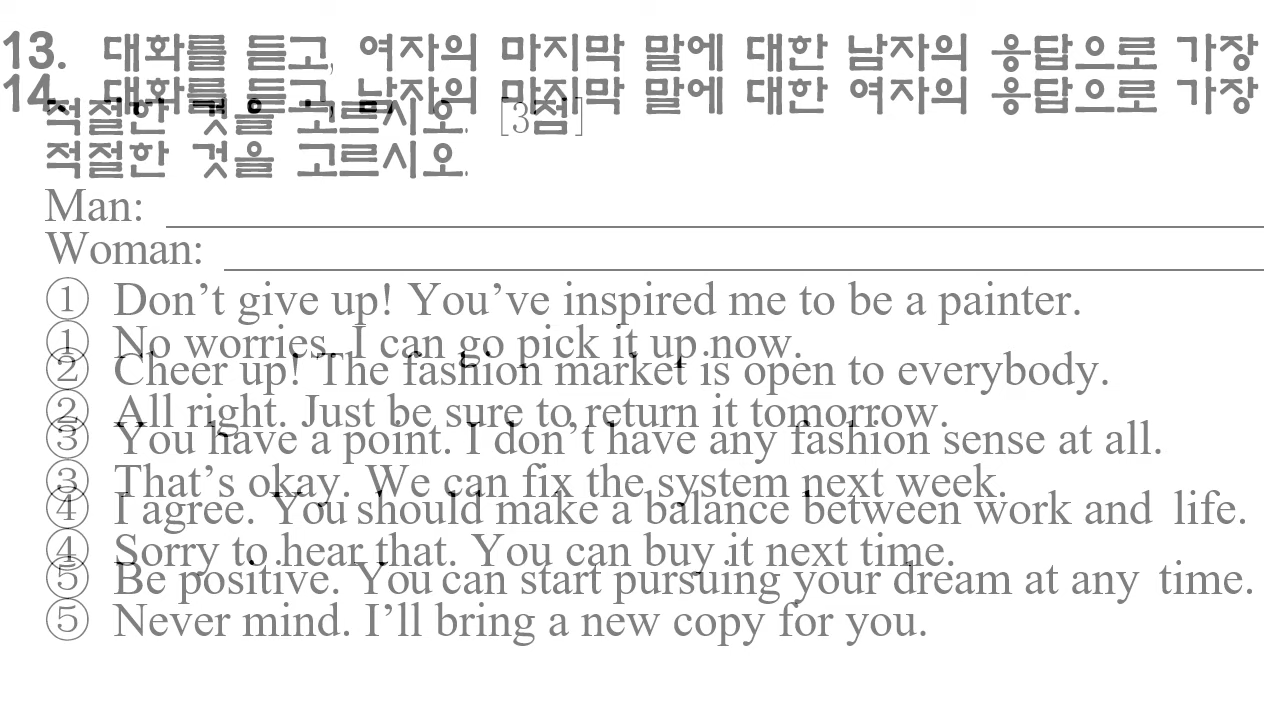 13. 대화를 듣고, 여자의 마지막 말에 대한 남자의 응답으로 가장
14. 대화를 듣고, 남자의 마지막 말에 대한 여자의 응답으로 가장
적절한 것을 고르시오. [3점]
적절한 것을 고르시오.
Man:
Woman:
① Don’t give up! You’ve inspired me to be a painter.
① No worries. I can go pick it up now.
② Cheer up! The fashion market is open to everybody.
② All right. Just be sure to return it tomorrow.
③ You have a point. I don’t have any fashion sense at all.
③ That’s okay. We can fix the system next week.
④ I agree. You should make a balance between work and life.
④ Sorry to hear that. You can buy it next time.
⑤ Be positive. You can start pursuing your dream at any time.
⑤ Never mind. I’ll bring a new copy for you.